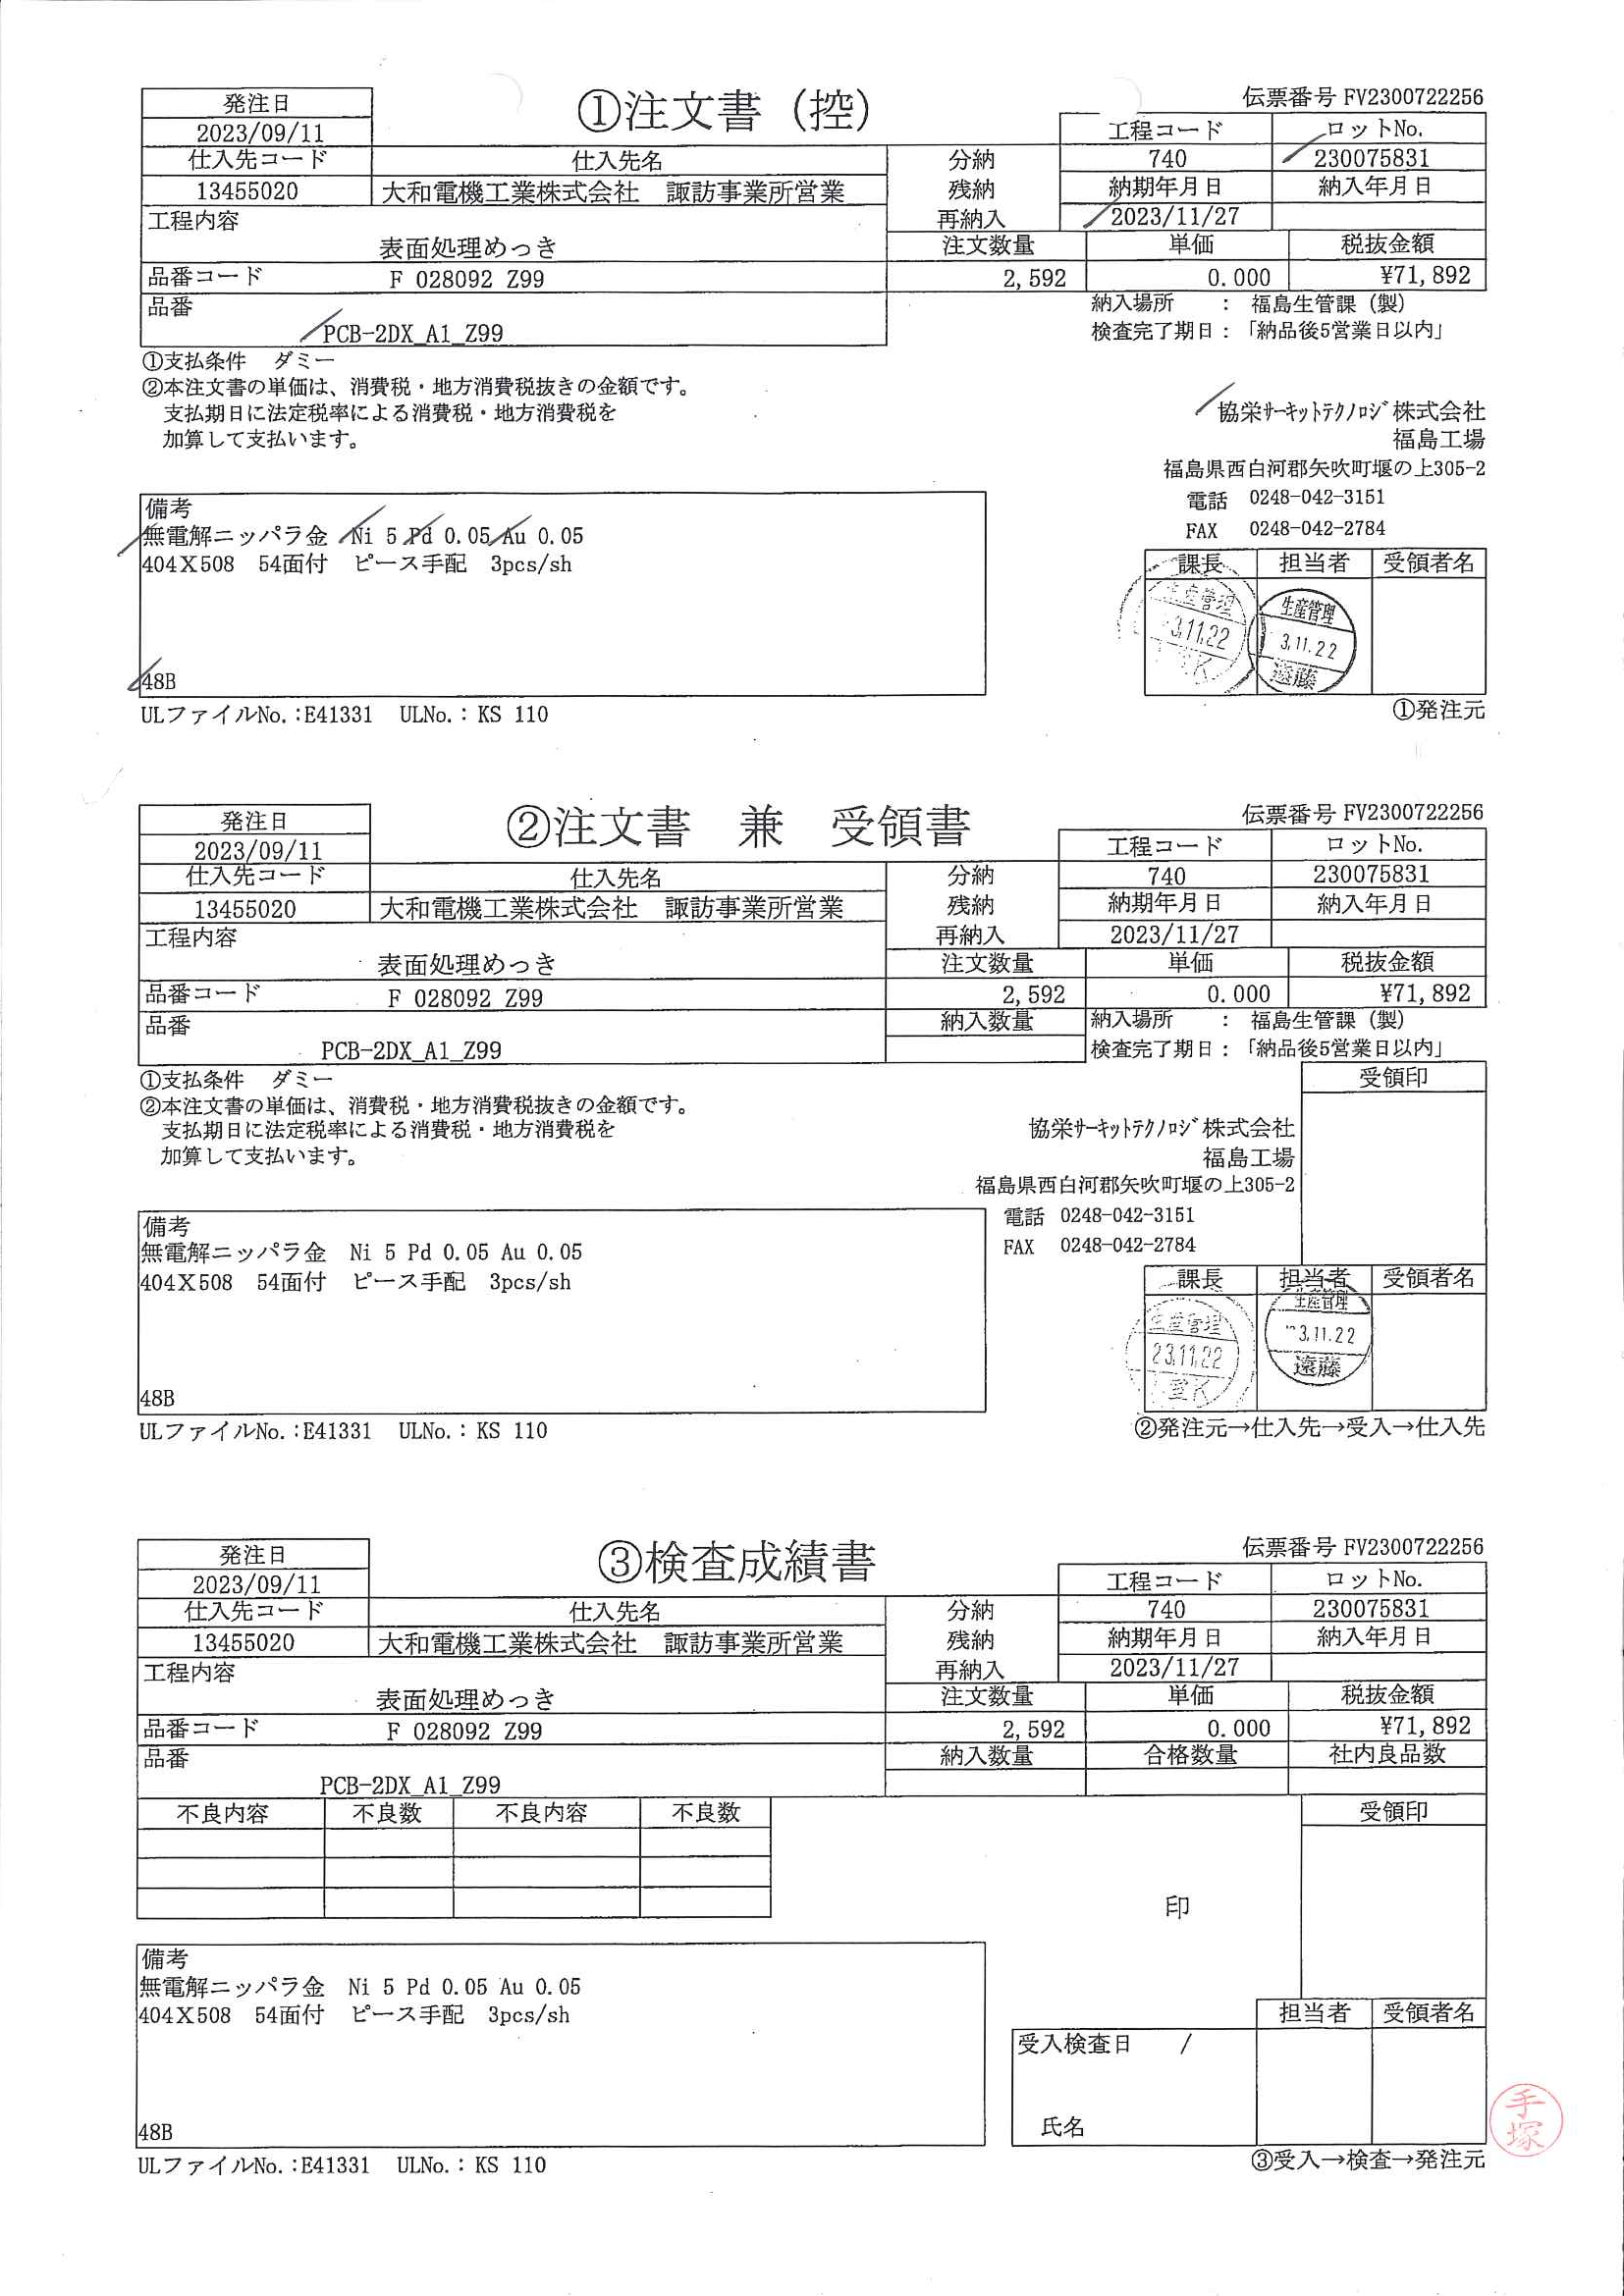 ①注文書（控）
伝票番号 FV2300722256
発注日
2023/09/11
工程コード ロットNo.
740 230075831
仕入先コード 仕入先名 分納
13455020 大和電機工業株式会社 諏訪事業所営業 残納
納期年月日 納入年月日
再納入 2023/11/27
工程内容
表面処理めっき
注文数量 単価 税抜金額
品番コード F 028092 Z99 2,592 0.000 ¥71,892
品番
PCB-2DX_A1_Z99
納入場所 ： 福島生管課（製）
検査完了期日：「納品後5営業日以内」
①支払条件 ダミー
②本注文書の単価は、消費税・地方消費税抜きの金額です。
支払期日に法定税率による消費税・地方消費税を
加算して支払います。
協栄ｻｰｷｯﾄﾃｸﾉﾛｼﾞ株式会社
福島工場
福島県西白河郡矢吹町堰の上305-2
電話 0248-042-3151
FAX 0248-042-2784
備考
無電解ニッパラ金 Ni 5 Pd 0.05 Au 0.05
404X508 54面付 ピース手配 3pcs/sh
48B
課長 担当者 受領者名
生産管理
3.11.22
生産管理
3.11.22
遠藤
ULファイルNo.:E41331 ULNo.: KS 110
①発注元
②注文書 兼 受領書
伝票番号 FV2300722256
発注日
2023/09/11
工程コード ロットNo.
740 230075831
仕入先コード 仕入先名 分納
13455020 大和電機工業株式会社 諏訪事業所営業 残納
納期年月日 納入年月日
再納入 2023/11/27
工程内容
表面処理めっき
注文数量 単価 税抜金額
品番コード F 028092 Z99 2,592 0.000 ¥71,892
品番
PCB-2DX_A1_Z99
納入数量
納入場所 ： 福島生管課（製）
検査完了期日：「納品後5営業日以内」
①支払条件 ダミー
②本注文書の単価は、消費税・地方消費税抜きの金額です。
支払期日に法定税率による消費税・地方消費税を
加算して支払います。
受領印
協栄ｻｰｷｯﾄﾃｸﾉﾛｼﾞ株式会社
福島工場
福島県西白河郡矢吹町堰の上305-2
電話 0248-042-3151
FAX 0248-042-2784
備考
無電解ニッパラ金 Ni 5 Pd 0.05 Au 0.05
404X508 54面付 ピース手配 3pcs/sh
48B
課長 担当者 受領者名
生産管理
23.11.22
生産管理
3.11.22
遠藤
ULファイルNo.:E41331 ULNo.: KS 110
②発注元→仕入先→受入→仕入先
③検査成績書
伝票番号 FV2300722256
発注日
2023/09/11
工程コード ロットNo.
740 230075831
仕入先コード 仕入先名 分納
13455020 大和電機工業株式会社 諏訪事業所営業 残納
納期年月日 納入年月日
再納入 2023/11/27
工程内容
表面処理めっき
注文数量 単価 税抜金額
品番コード F 028092 Z99 2,592 0.000 ¥71,892
品番
PCB-2DX_A1_Z99
納入数量 合格数量 社内良品数
不良内容 不良数 不良内容 不良数
受領印
印
備考
無電解ニッパラ金 Ni 5 Pd 0.05 Au 0.05
404X508 54面付 ピース手配 3pcs/sh
48B
担当者 受領者名
受入検査日 /
氏名
手塚
ULファイルNo.:E41331 ULNo.: KS 110
③受入→検査→発注元